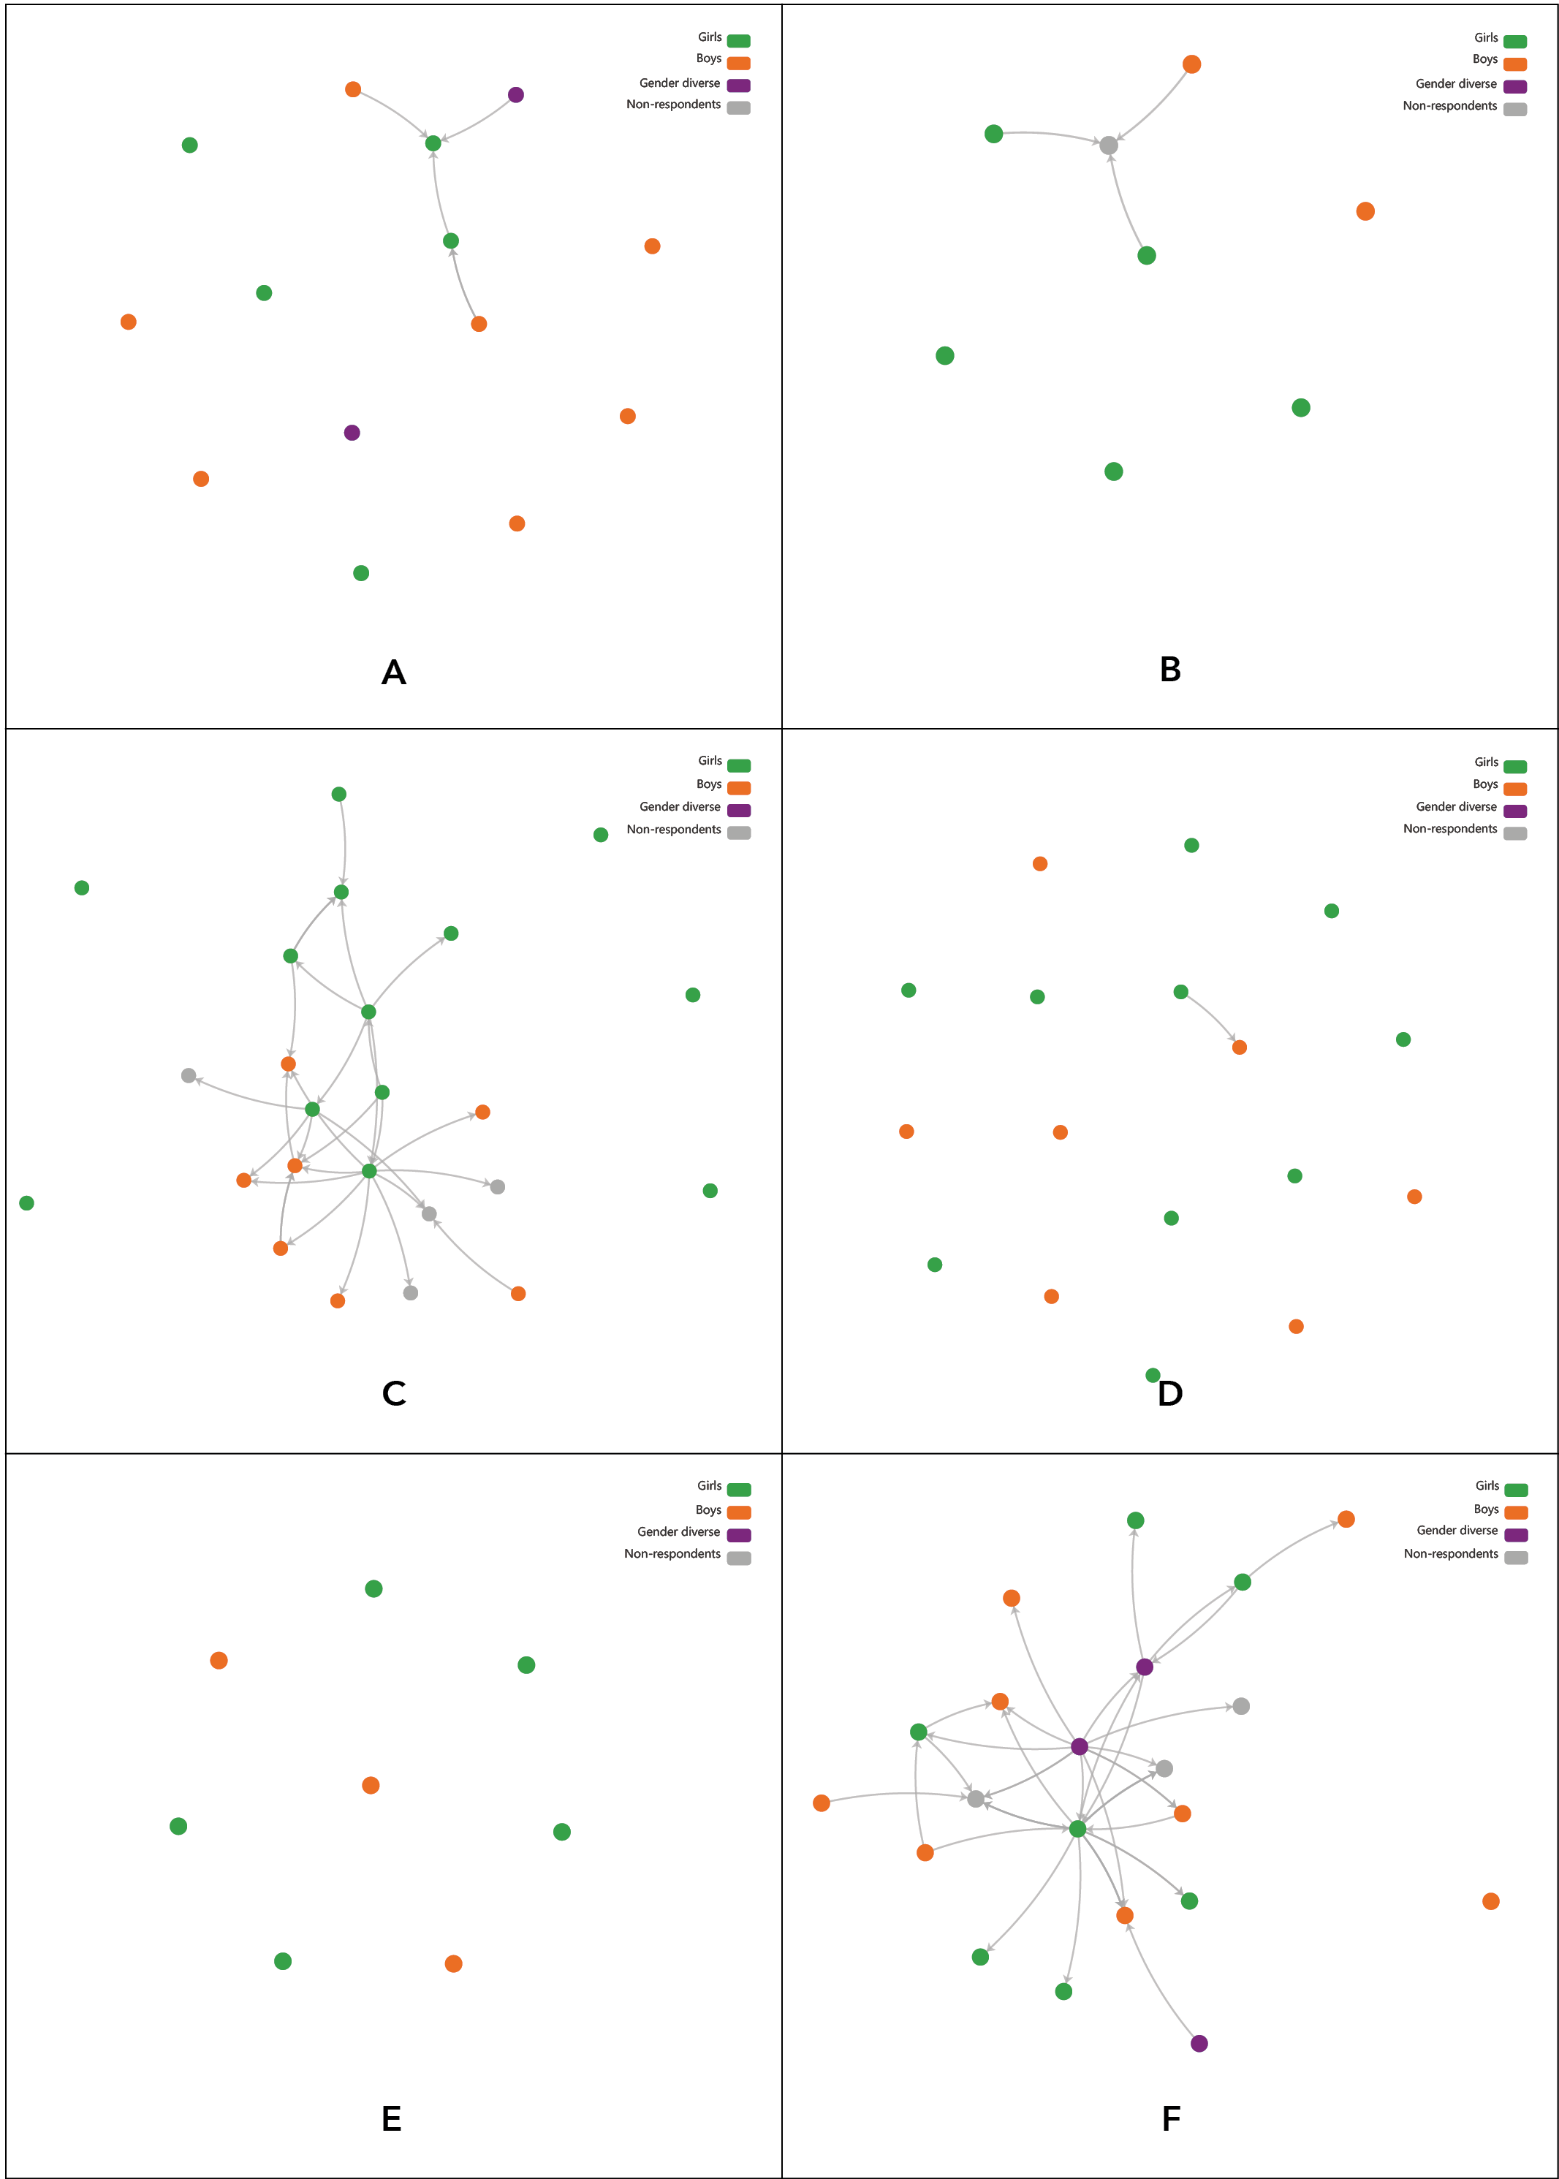 Girls
Boys
Gender diverse
Non-respondents
A
Girls
Boys
Gender diverse
Non-respondents
B
Girls
Boys
Gender diverse
Non-respondents
C
Girls
Boys
Gender diverse
Non-respondents
D
Girls
Boys
Gender diverse
Non-respondents
E
Girls
Boys
Gender diverse
Non-respondents
F